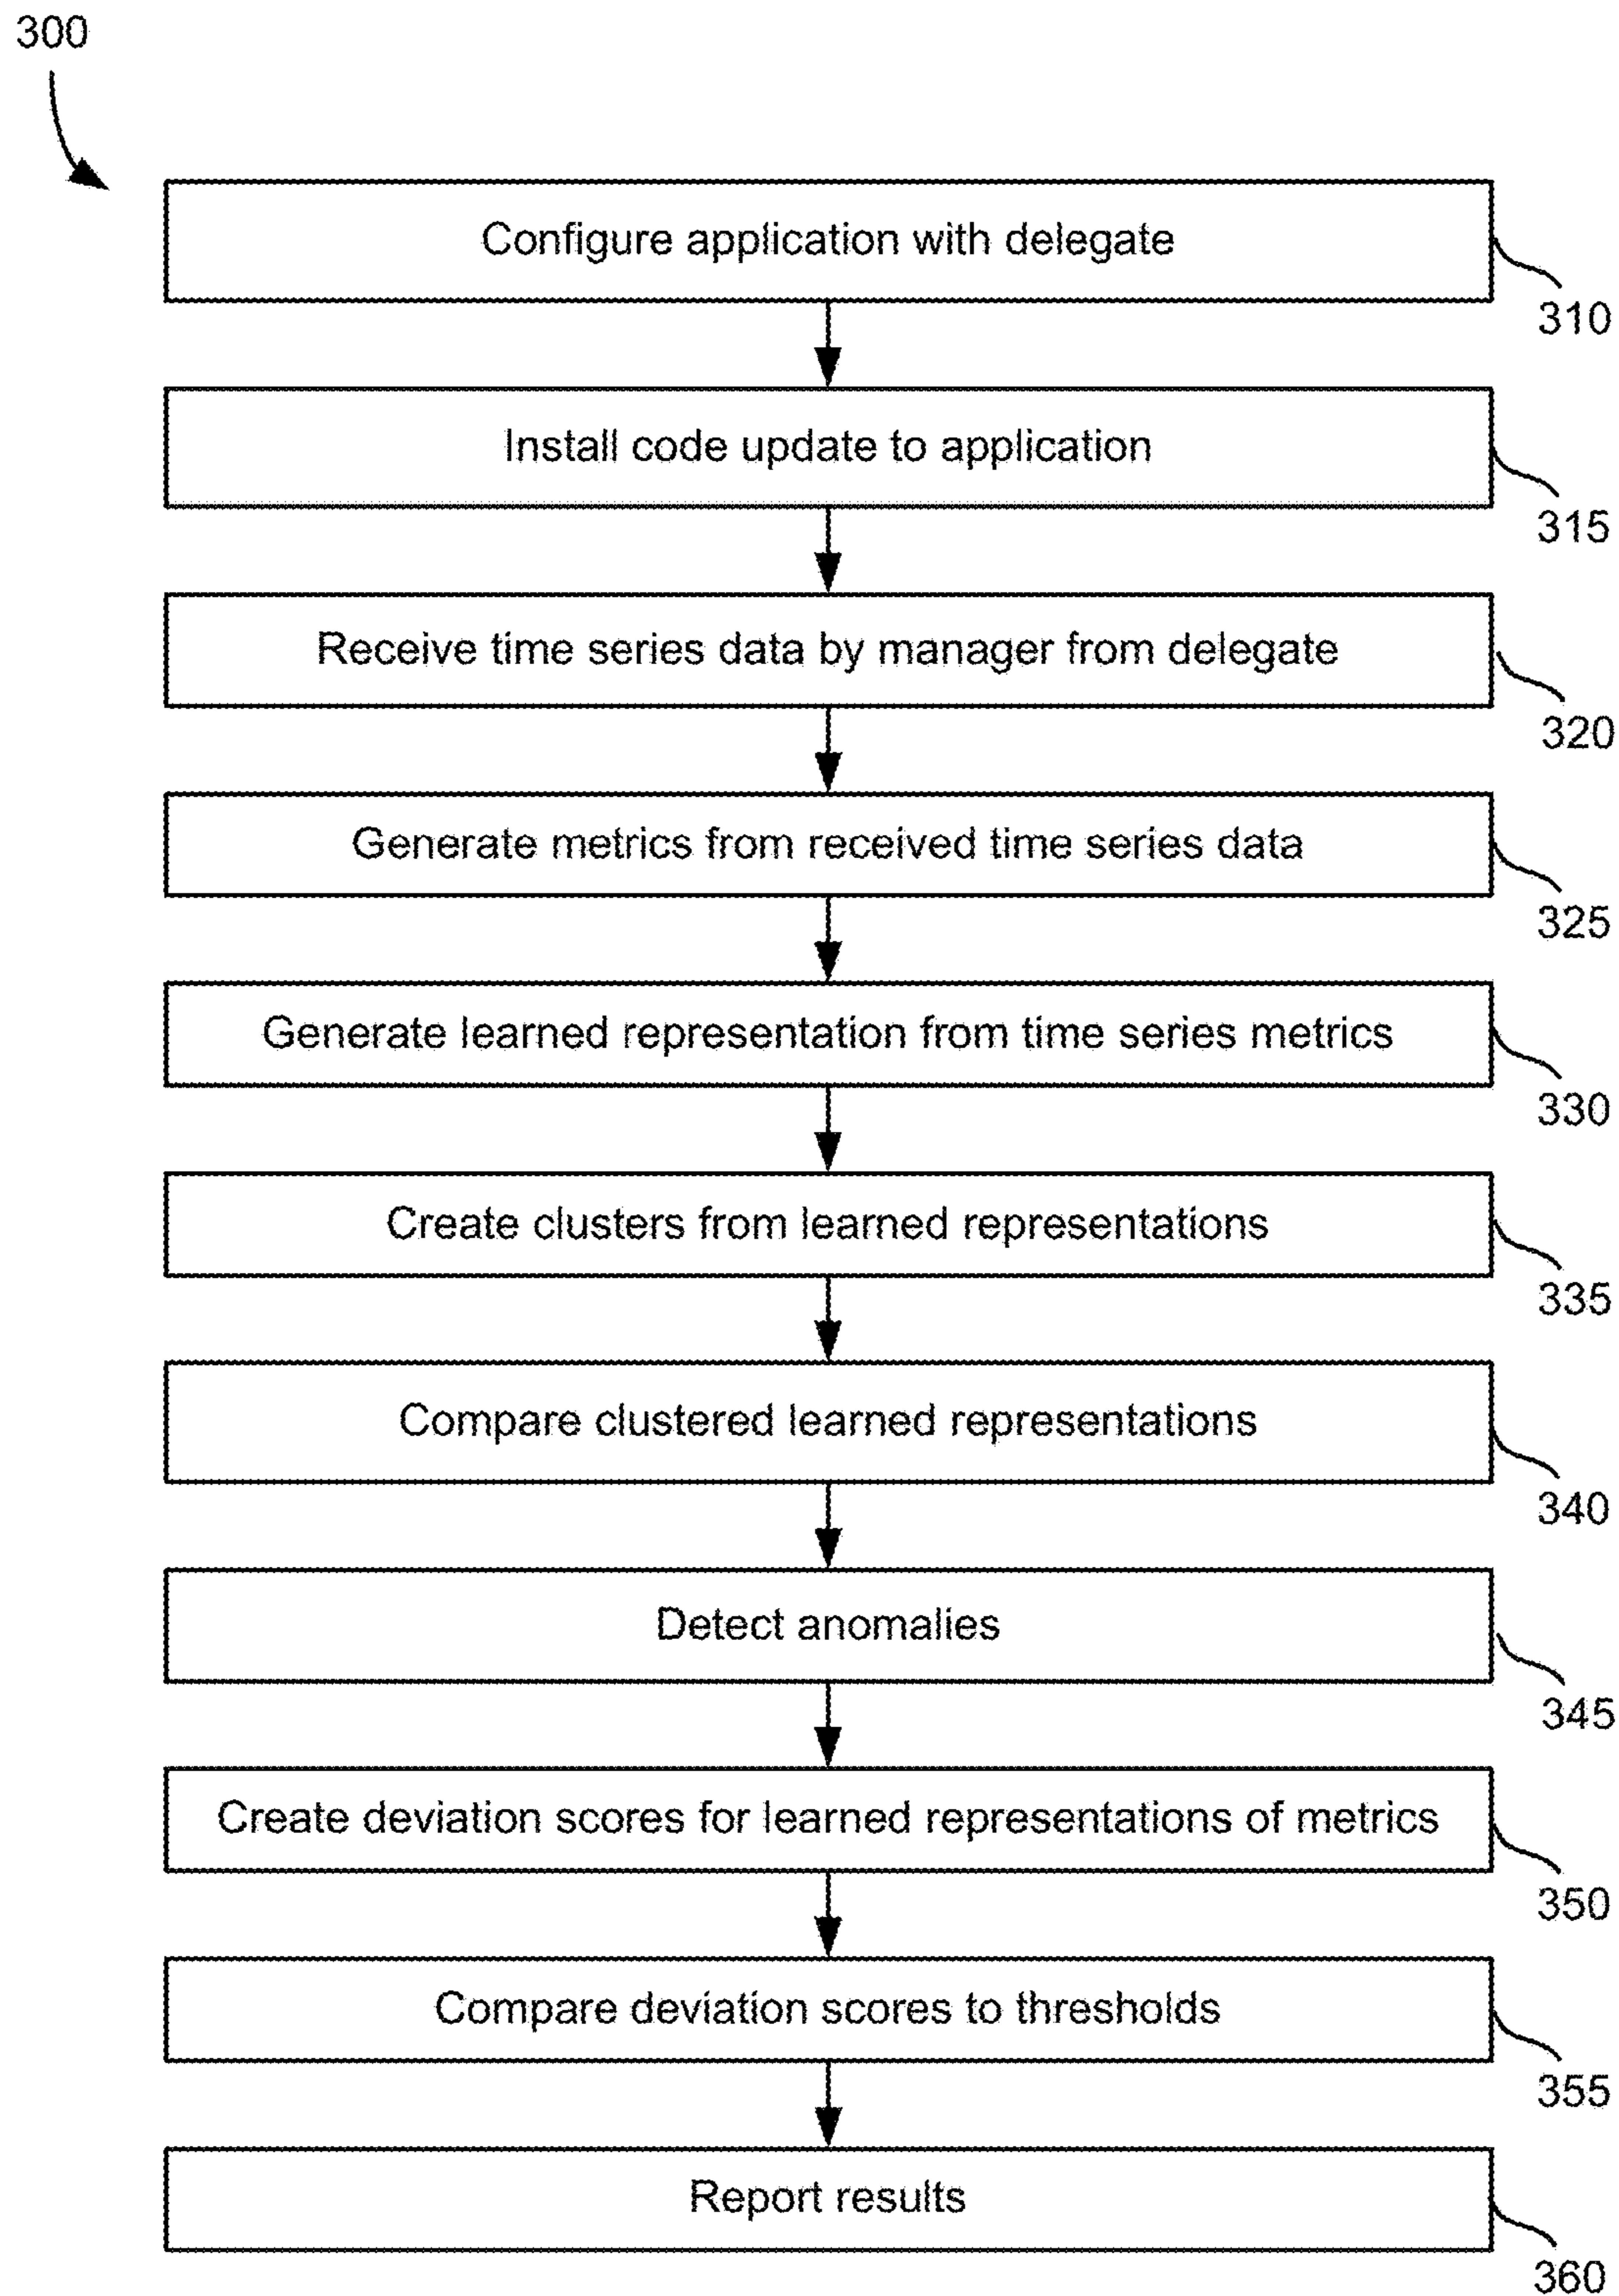 300
Configure application with delegate
310
Install code update to application
315
Receive time series data by manager from delegate
320
Generate metrics from received time series data
325
Generate learned representation from time series metrics
330
Create clusters from learned representations
335
Compare clustered learned representations
340
Detect anomalies
345
Create deviation scores for learned representations of metrics
350
Compare deviation scores to thresholds
355
Report results
360